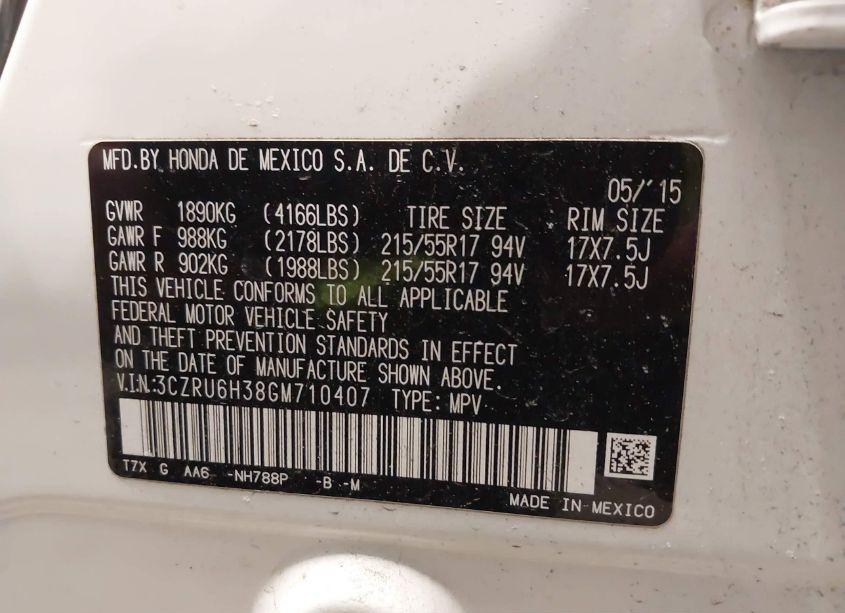 MFD.BY HONDA DE MEXICO S.A. DE C.V.
05/'15
GVWR 1890KG (4166LBS) TIRE SIZE RIM SIZE
GAWR F 988KG (2178LBS) 215/55R17 94V 17X7.5J
GAWR R 902KG (1988LBS) 215/55R17 94V 17X7.5J
THIS VEHICLE CONFORMS TO ALL APPLICABLE
FEDERAL MOTOR VEHICLE SAFETY
AND THEFT PREVENTION STANDARDS IN EFFECT
ON THE DATE OF MANUFACTURE SHOWN ABOVE.
V.I.N.:3CZRU6H38GM710407 TYPE: MPV
T7X G AA6 -NH788P -B -M
MADE IN MEXICO